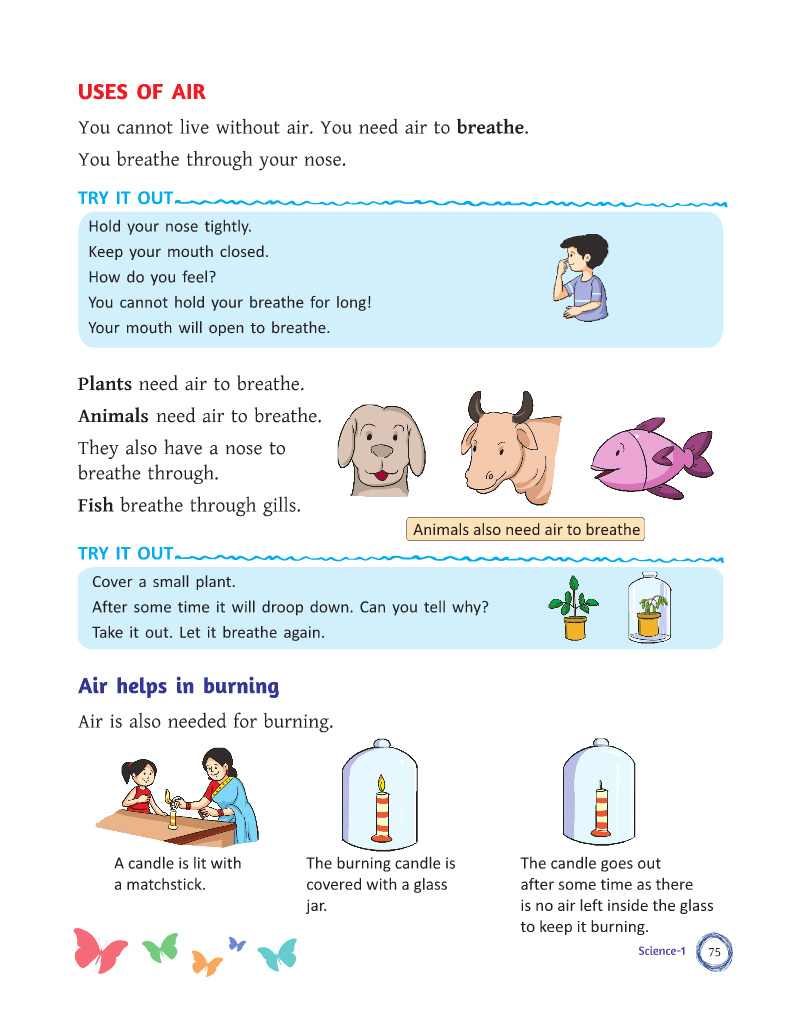 USES OF AIR
You cannot live without air. You need air to breathe.
You breathe through your nose.
TRY IT OUT
Hold your nose tightly.
Keep your mouth closed.
How do you feel?
You cannot hold your breathe for long!
Your mouth will open to breathe.
Plants need air to breathe.
Animals need air to breathe.
They also have a nose to
breathe through.
Fish breathe through gills.
Animals also need air to breathe
TRY IT OUT
Cover a small plant.
After some time it will droop down. Can you tell why?
Take it out. Let it breathe again.
Air helps in burning
Air is also needed for burning.
A candle is lit with
a matchstick.
The burning candle is
covered with a glass
jar.
The candle goes out
after some time as there
is no air left inside the glass
to keep it burning.
Science-1
75